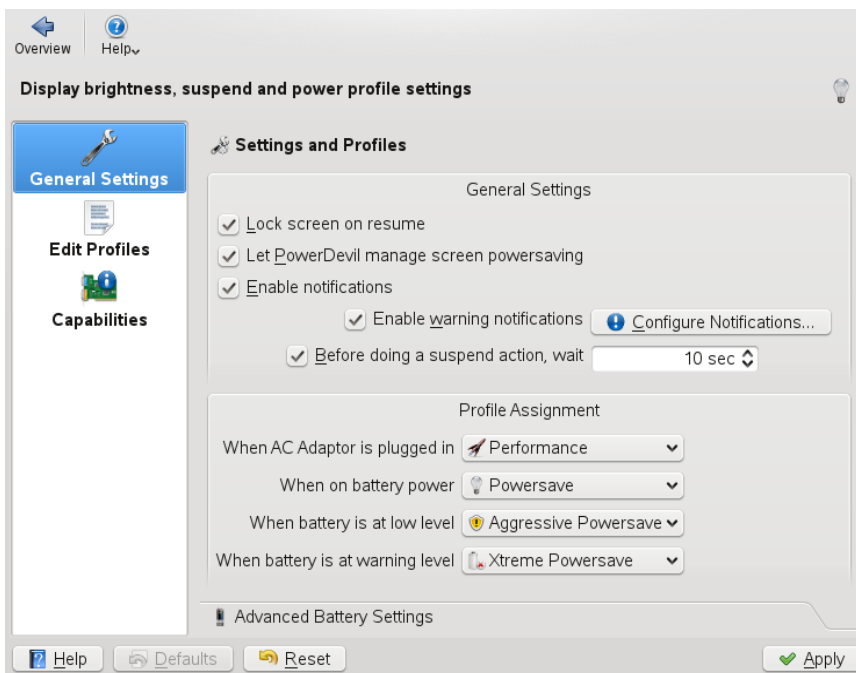 Overview
Help
Display brightness, suspend and power profile settings
General Settings
Edit Profiles
Capabilities
Settings and Profiles
General Settings
Lock screen on resume
Let PowerDevil manage screen powersaving
Enable notifications
Enable warning notifications
Configure Notifications...
Before doing a suspend action, wait
10 sec
Profile Assignment
When AC Adaptor is plugged in
Performance
When on battery power
Powersave
When battery is at low level
Aggressive Powersave
When battery is at warning level
Xtreme Powersave
Advanced Battery Settings
Help
Defaults
Reset
Apply